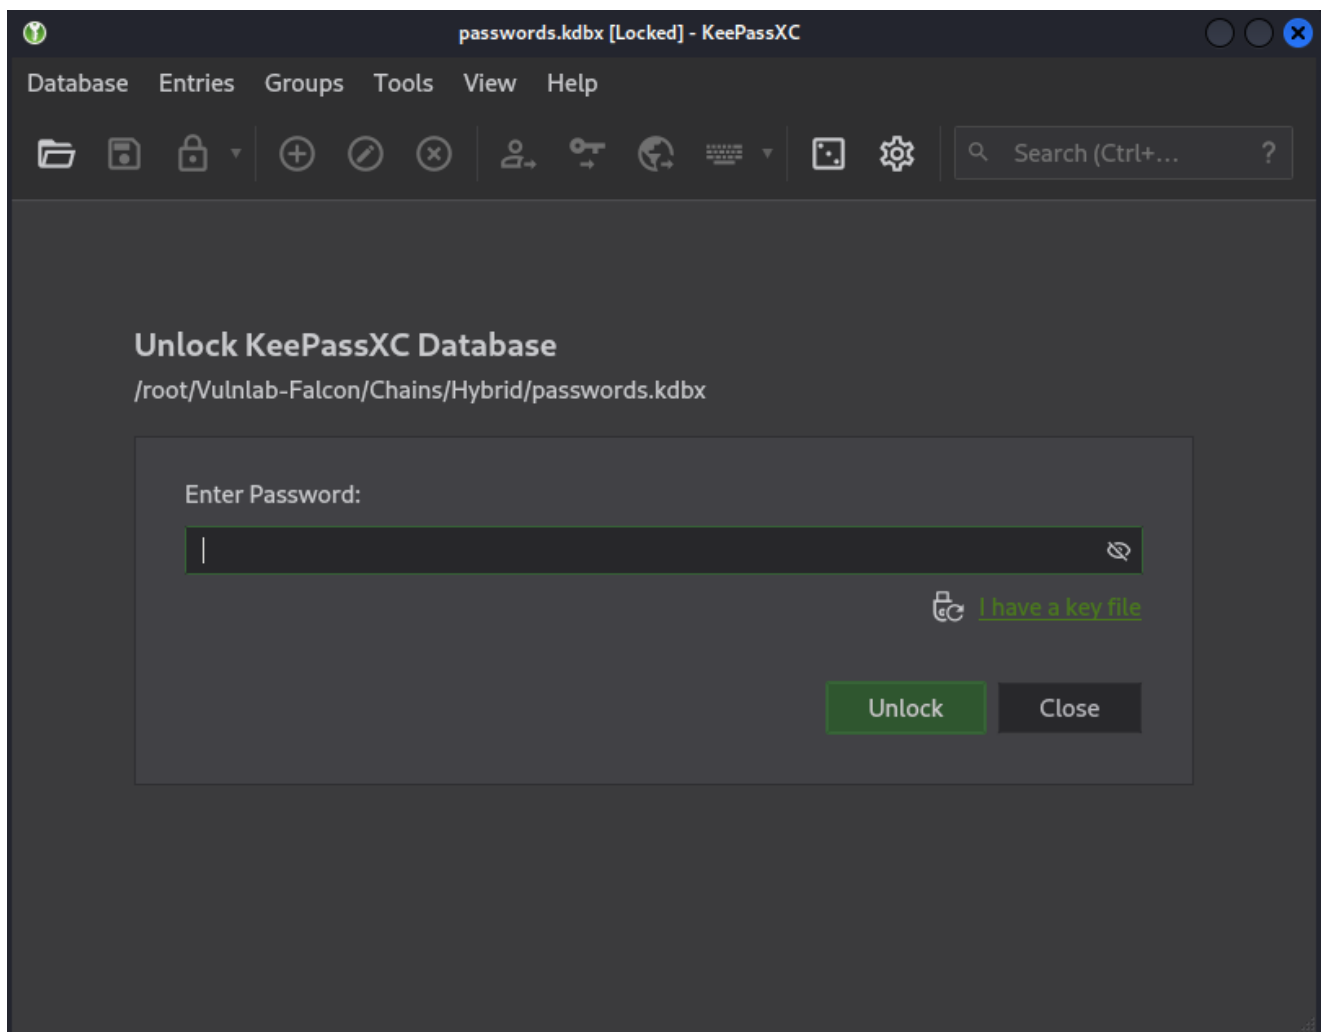 passwords.kdbx [Locked] - KeePassXC
Database Entries Groups Tools View Help
Search (Ctrl+... ?
Unlock KeePassXC Database
/root/Vulnlab-Falcon/Chains/Hybrid/passwords.kdbx
Enter Password:
I have a key file
Unlock Close